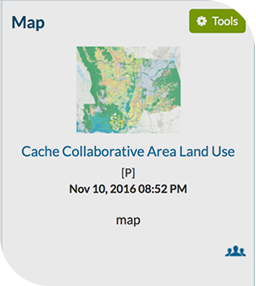 Map
Tools
Cache Collaborative Area Land Use
[P]
Nov 10, 2016 08:52 PM
map